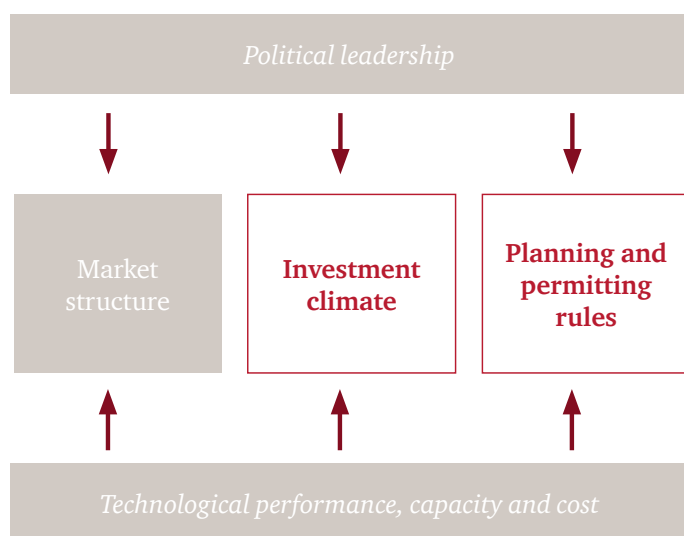 Political leadership
Market
structure
Investment
climate
Planning and
permitting
rules
Technological performance, capacity and cost